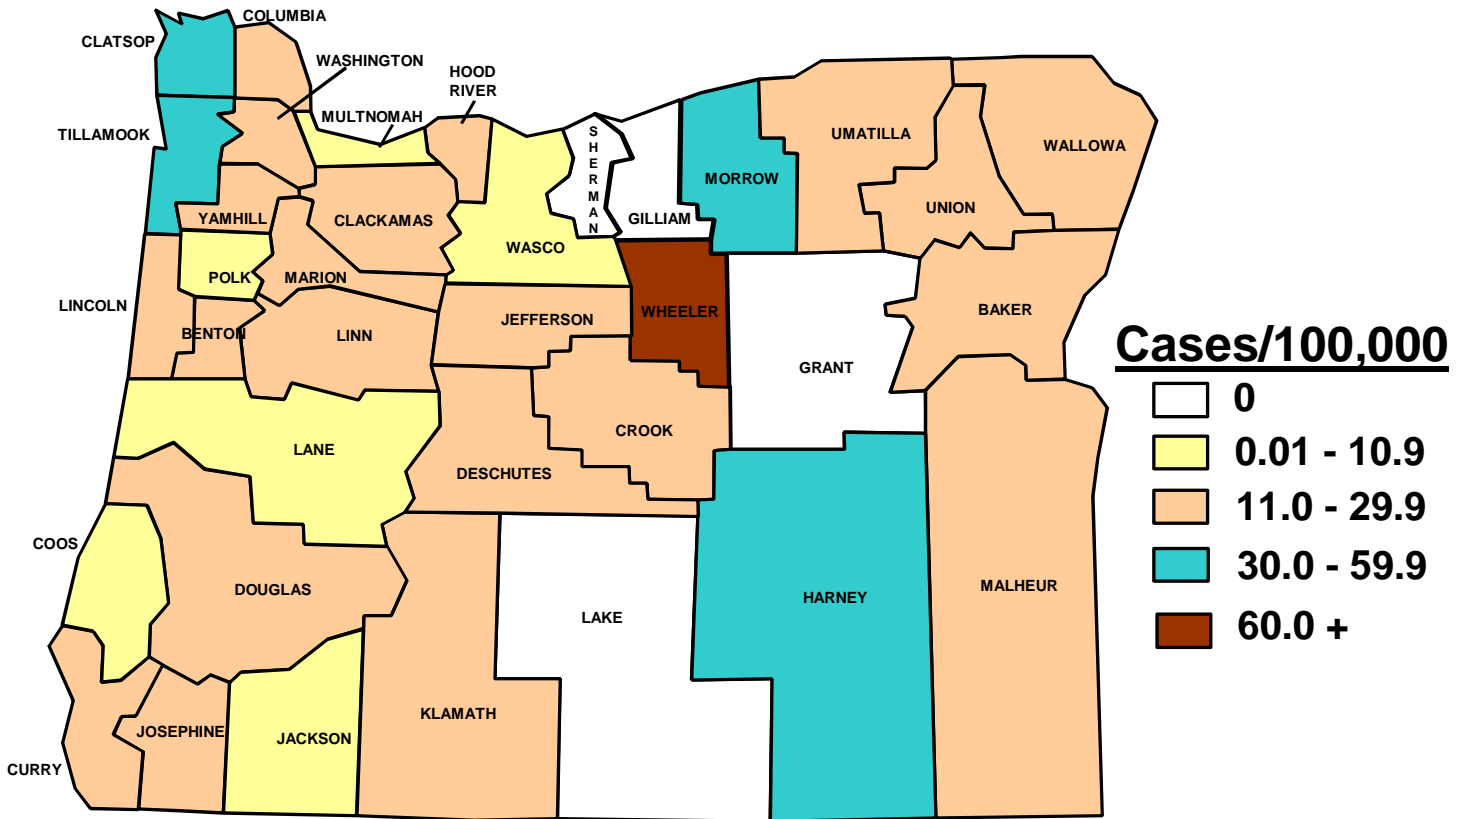 COLUMBIA
CLATSOP
WASHINGTON
HOOD
RIVER
MULTNOMAH
TILLAMOOK
SHERMAN
UMATILLA
WALLOWA
MORROW
UNION
YAMHILL
CLACKAMAS
GILLIAM
WASCO
POLK
MARION
LINCOLN
WHEELER
BAKER
JEFFERSON
BENTON
LINN
GRANT
CROOK
LANE
DESCHUTES
COOS
DOUGLAS
MALHEUR
HARNEY
LAKE
KLAMATH
JOSEPHINE
JACKSON
CURRY
Cases/100,000
0
0.01 - 10.9
11.0 - 29.9
30.0 - 59.9
60.0 +